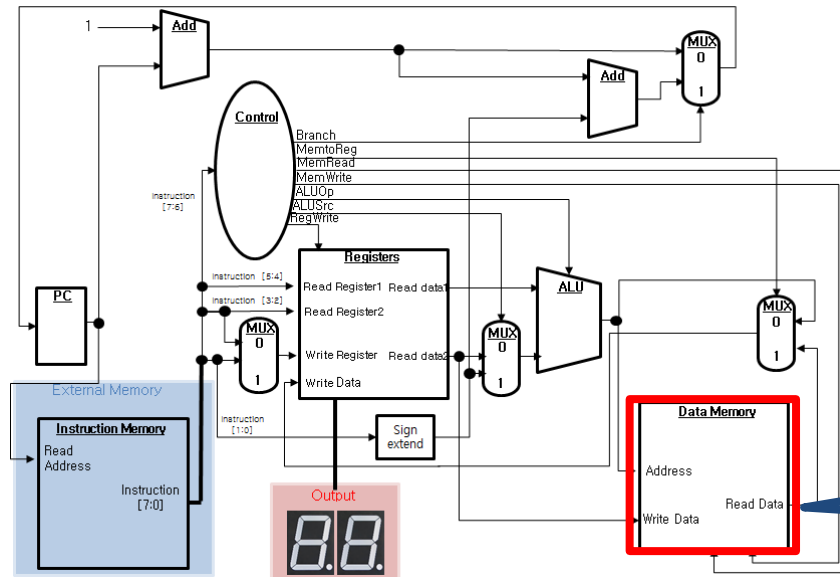 1
Add
MUX
0
1
Add
Control
Branch
MemtoReg
MemRead
MemWrite
ALUOp
ALUSrc
RegWrite
Instruction
[7:6]
Registers
Instruction [5:4]
Read Register1
Read data1
Instruction [3:2]
Read Register2
ALU
PC
MUX
0
1
Write Register
Read data2
Write Data
MUX
0
1
MUX
0
1
External Memory
Instruction Memory
Read
Address
Instruction
[7:0]
Instruction
[1:0]
Sign
extend
Output
8.8.
Data Memory
Address
Read Data
Write Data